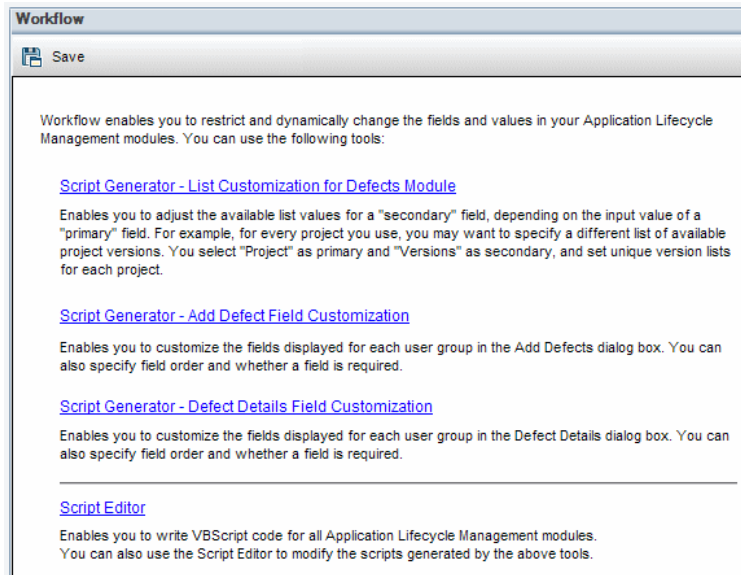 Workflow
Save
Workflow enables you to restrict and dynamically change the fields and values in your Application Lifecycle
Management modules. You can use the following tools:
Script Generator - List Customization for Defects Module
Enables you to adjust the available list values for a "secondary" field, depending on the input value of a
"primary" field. For example, for every project you use, you may want to specify a different list of available
project versions. You select "Project" as primary and "Versions" as secondary, and set unique version lists
for each project.
Script Generator - Add Defect Field Customization
Enables you to customize the fields displayed for each user group in the Add Defects dialog box. You can
also specify field order and whether a field is required.
Script Generator - Defect Details Field Customization
Enables you to customize the fields displayed for each user group in the Defect Details dialog box. You can
also specify field order and whether a field is required.
Script Editor
Enables you to write VBScript code for all Application Lifecycle Management modules.
You can also use the Script Editor to modify the scripts generated by the above tools.